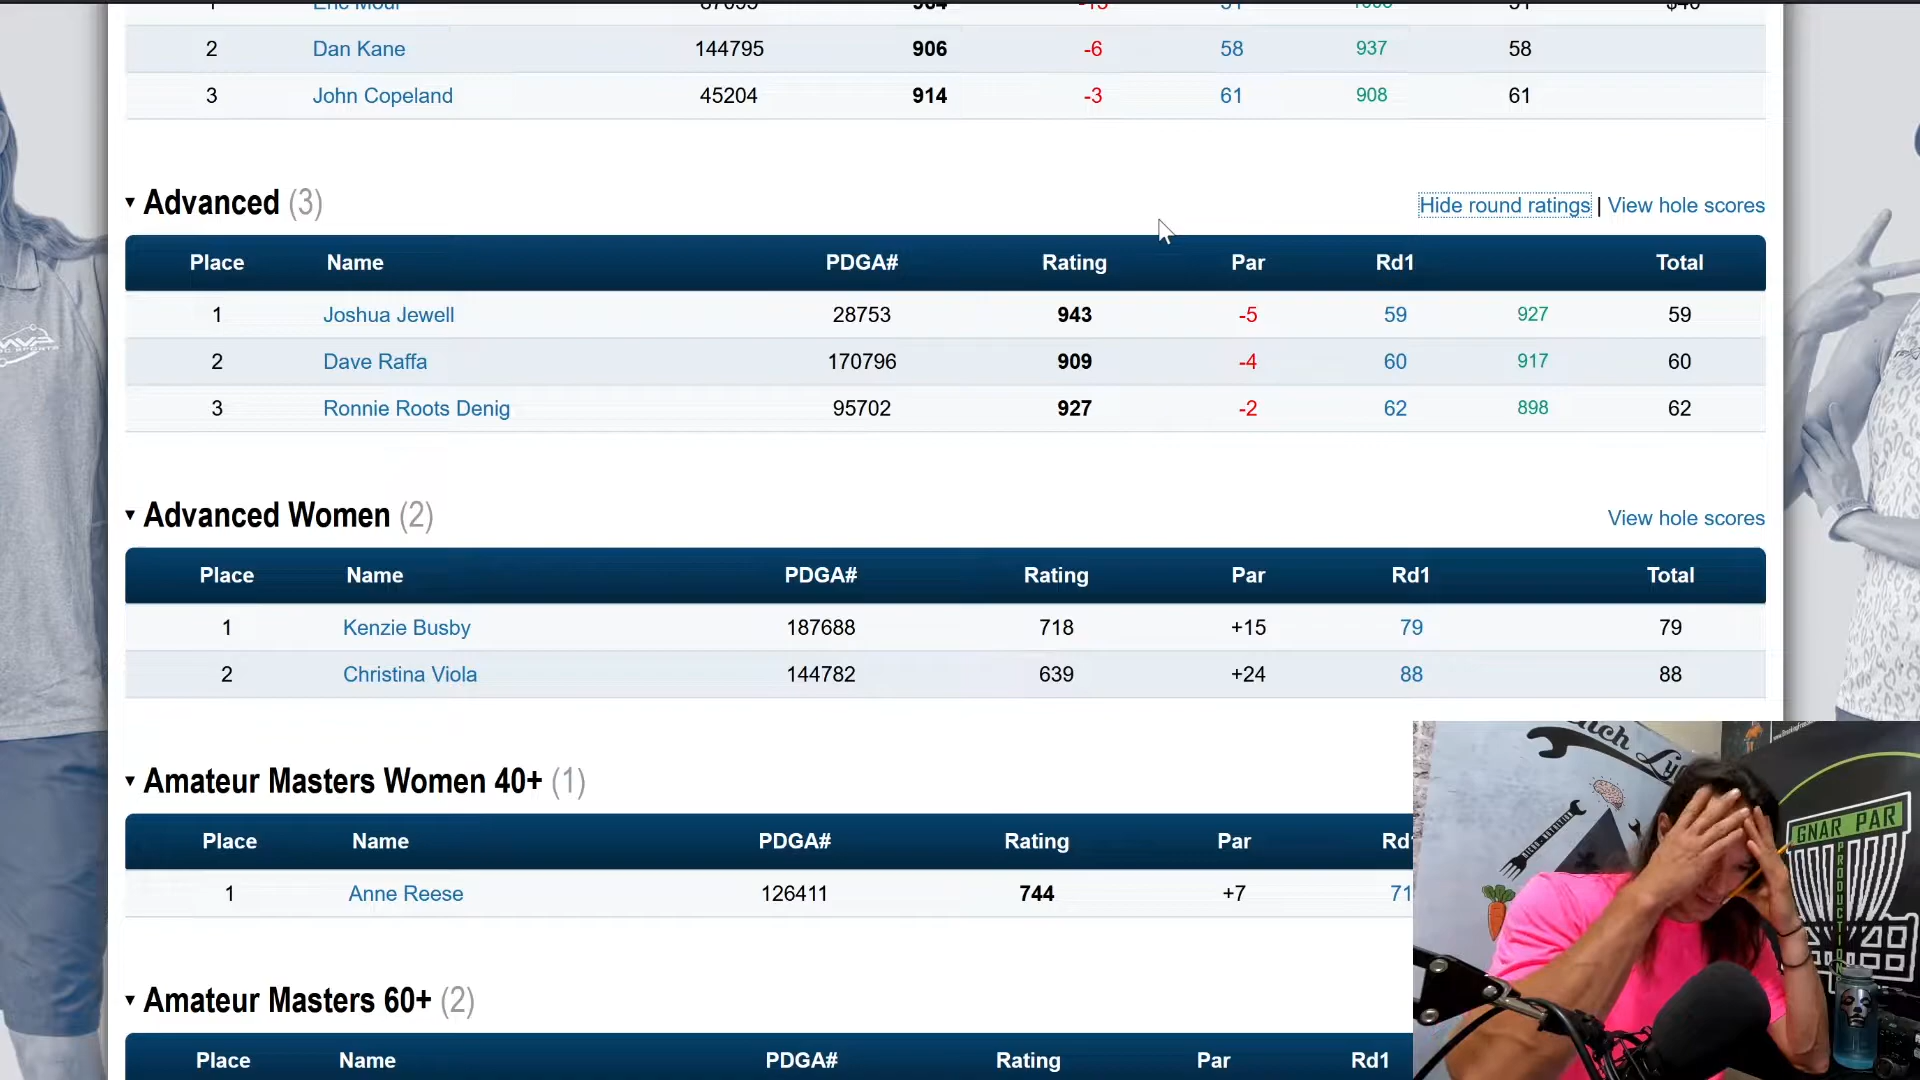 2 Dan Kane 144795 906 -6 58 937 58
3 John Copeland 45204 914 -3 61 908 61
Advanced (3) Hide round ratings | View hole scores
Place Name PDGA# Rating Par Rd1 Total
1 Joshua Jewell 28753 943 -5 59 927 59
2 Dave Raffa 170796 909 -4 60 917 60
3 Ronnie Roots Denig 95702 927 -2 62 898 62
Advanced Women (2) View hole scores
Place Name PDGA# Rating Par Rd1 Total
1 Kenzie Busby 187688 718 +15 79 79
2 Christina Viola 144782 639 +24 88 88
Amateur Masters Women 40+ (1)
Place Name PDGA# Rating Par Rd1
1 Anne Reese 126411 744 +7 71
Amateur Masters 60+ (2)
Place Name PDGA# Rating Par Rd1
GNAR PAR
PRODUCTION